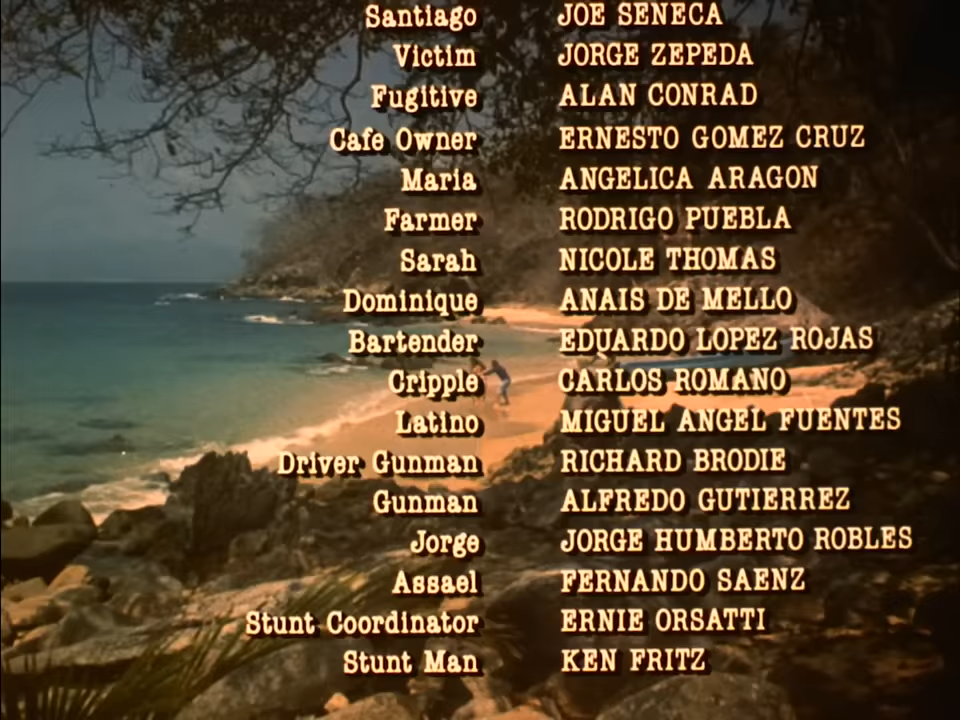 Santiago JOE SENECA
Victim JORGE ZEPEDA
Fugitive ALAN CONRAD
Cafe Owner ERNESTO GOMEZ CRUZ
Maria ANGELICA ARAGON
Farmer RODRIGO PUEBLA
Sarah NICOLE THOMAS
Dominique ANAIS DE MELLO
Bartender EDUARDO LOPEZ ROJAS
Cripple CARLOS ROMANO
Latino MIGUEL ANGEL FUENTES
Driver Gunman RICHARD BRODIE
Gunman ALFREDO GUTIERREZ
Jorge JORGE HUMBERTO ROBLES
Assael FERNANDO SAENZ
Stunt Coordinator ERNIE ORSATTI
Stunt Man KEN FRITZ